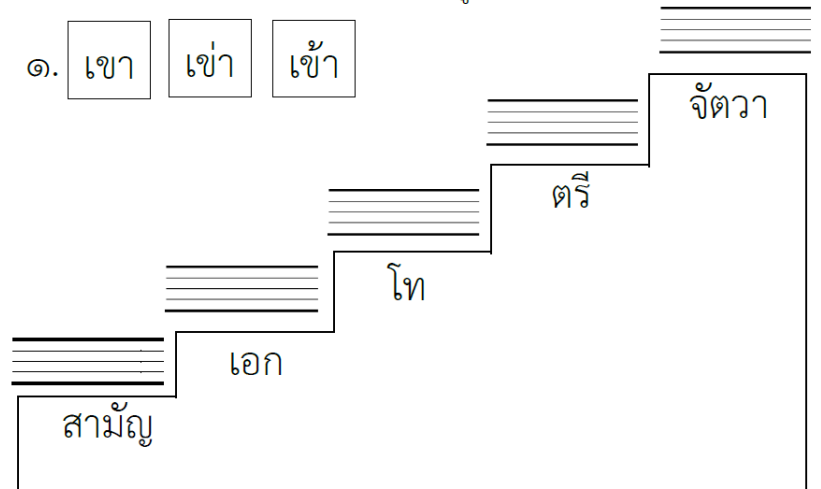 ๑. เขา เข่า เข้า
จัตวา
ตรี
โท
เอก
สามัญ